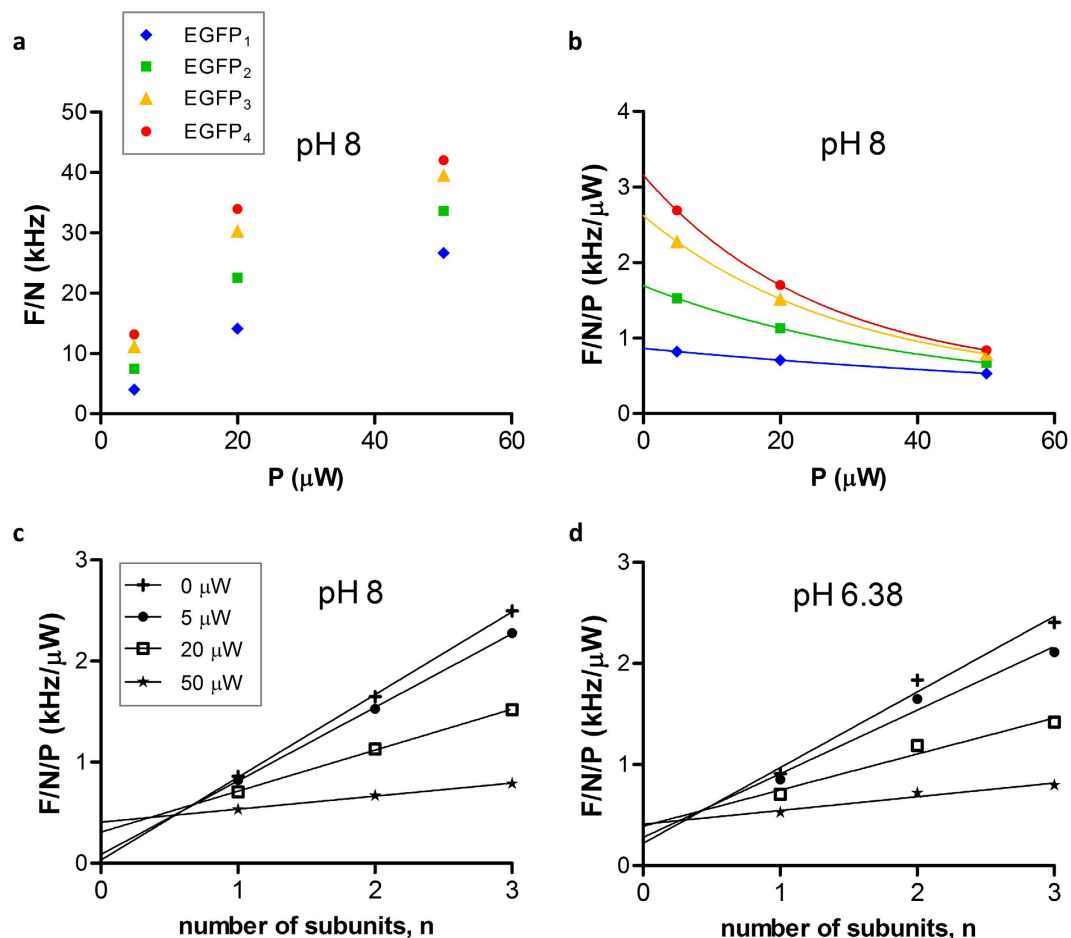 a
EGFP₁
EGFP₂
EGFP₃
EGFP₄
pH 8
50
40
30
20
10
0
F/N (kHz)
0 20 40 60
P (μW)
b
pH 8
4
3
2
1
0
F/N/P (kHz/μW)
0 20 40 60
P (μW)
c
0 μW
5 μW
20 μW
50 μW
pH 8
3
2
1
0
F/N/P (kHz/μW)
0 1 2 3
number of subunits, n
d
pH 6.38
3
2
1
0
F/N/P (kHz/μW)
0 1 2 3
number of subunits, n